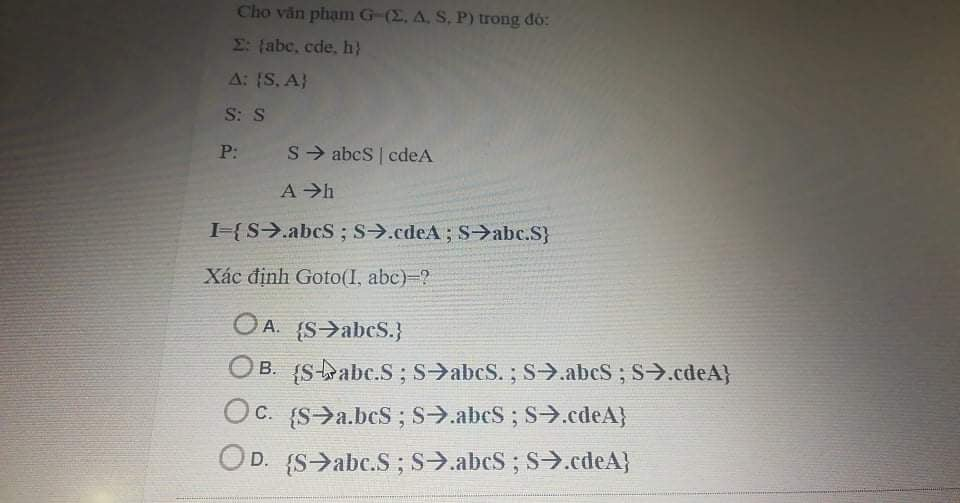 Cho văn phạm G=(Σ, Δ, S, P) trong đó:
Σ: {abc, cde, h}
Δ: {S, A}
S: S
P: S → abcS | cdeA
A →h
I={ S→.abcS ; S→.cdeA ; S→abc.S}
Xác định Goto(I, abc)=?
A. {S→abcS.}
B. {S→abc.S ; S→abcS. ; S→.abcS ; S→.cdeA}
C. {S→a.bcS ; S→.abcS ; S→.cdeA}
D. {S→abc.S ; S→.abcS ; S→.cdeA}